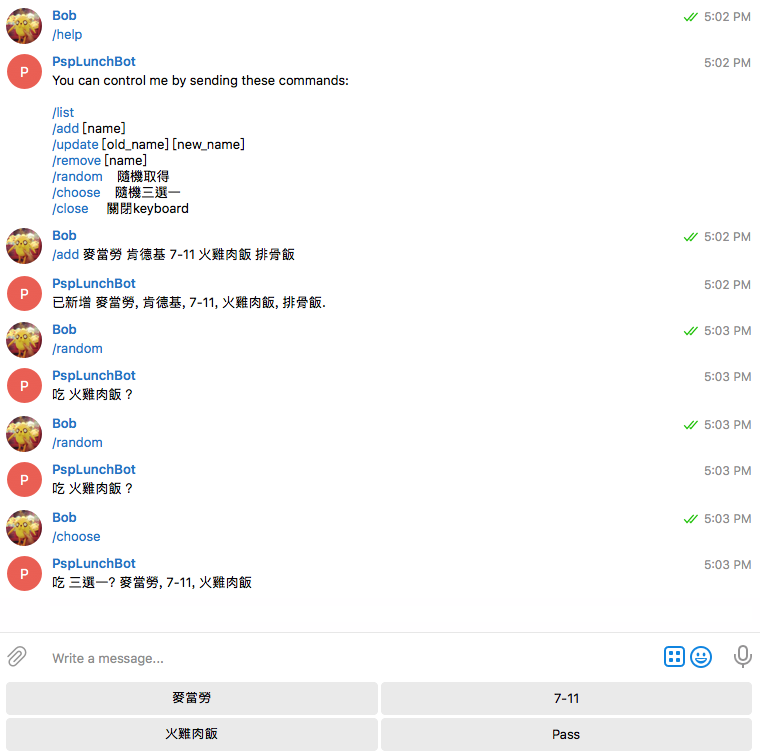 Bob 5:02 PM
/help
P PspLunchBot 5:02 PM
You can control me by sending these commands:
/list
/add [name]
/update [old_name] [new_name]
/remove [name]
/random 隨機取得
/choose 隨機三選一
/close 關閉keyboard
Bob 5:02 PM
/add 麥當勞 肯德基 7-11 火雞肉飯 排骨飯
P PspLunchBot 5:02 PM
已新增 麥當勞, 肯德基, 7-11, 火雞肉飯, 排骨飯.
Bob 5:03 PM
/random
P PspLunchBot 5:03 PM
吃 火雞肉飯 ?
Bob 5:03 PM
/random
P PspLunchBot 5:03 PM
吃 火雞肉飯 ?
Bob 5:03 PM
/choose
P PspLunchBot 5:03 PM
吃 三選一? 麥當勞, 7-11, 火雞肉飯
Write a message...
麥當勞 7-11
火雞肉飯 Pass